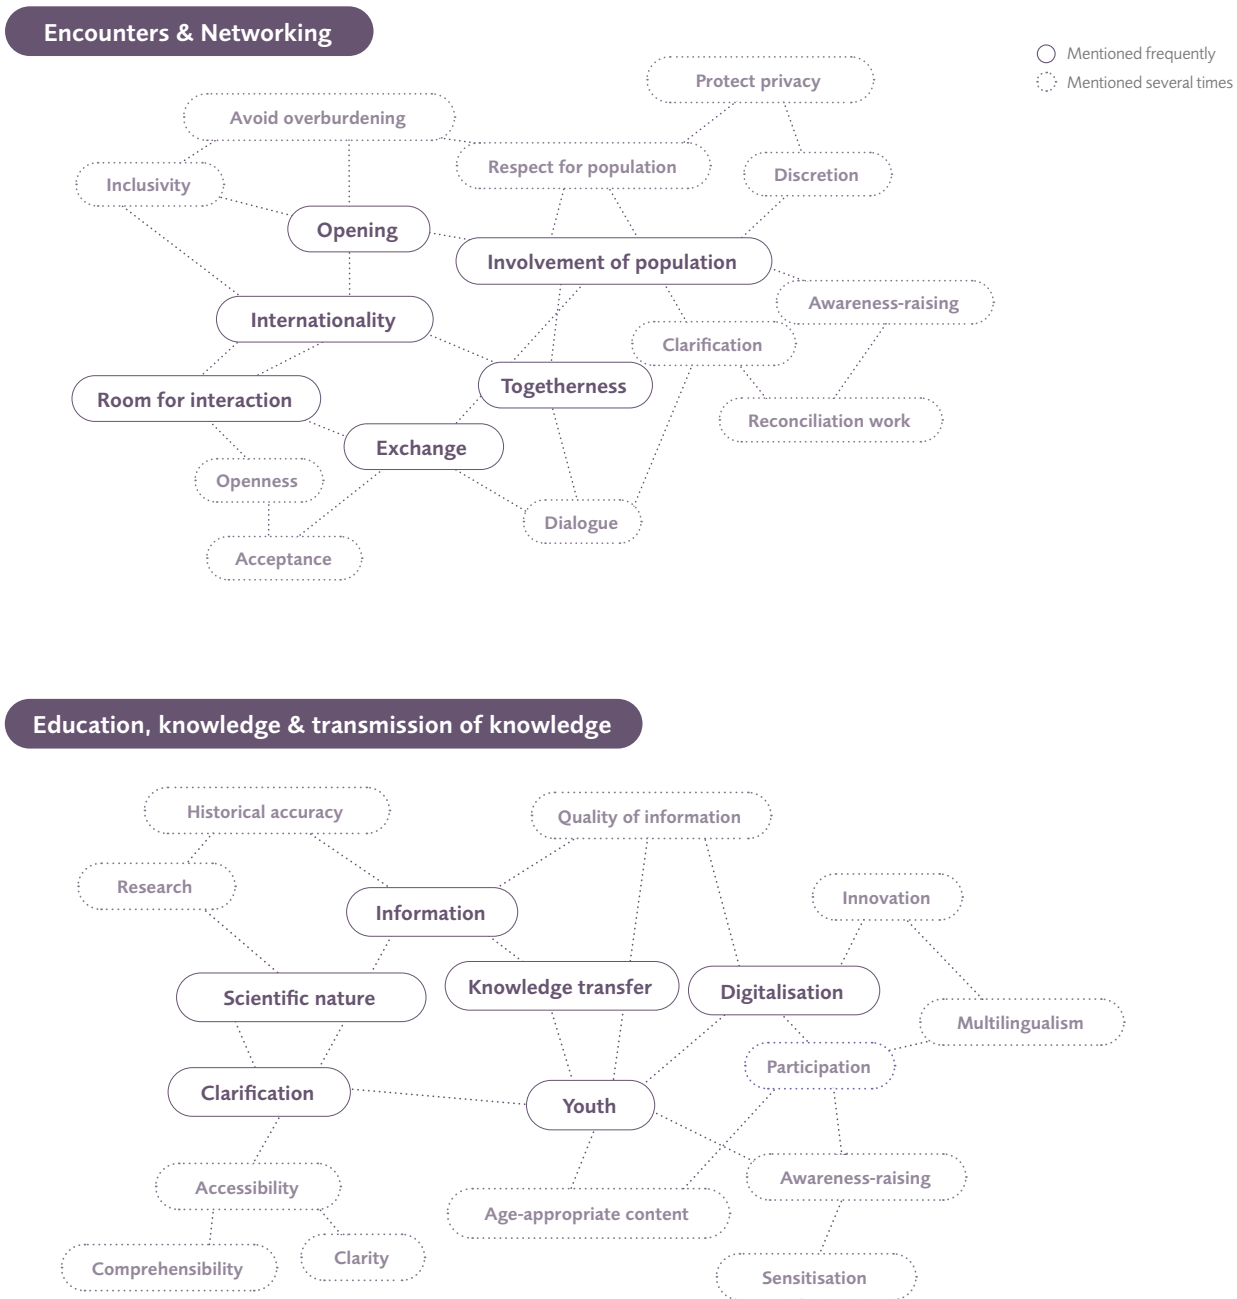 Encounters & Networking
Mentioned frequently
Mentioned several times
Protect privacy
Avoid overburdening
Respect for population
Discretion
Inclusivity
Opening
Involvement of population
Awareness-raising
Internationality
Clarification
Togetherness
Room for interaction
Reconciliation work
Exchange
Openness
Dialogue
Acceptance
Education, knowledge & transmission of knowledge
Historical accuracy
Quality of information
Research
Innovation
Information
Knowledge transfer
Digitalisation
Scientific nature
Multilingualism
Participation
Clarification
Youth
Awareness-raising
Accessibility
Age-appropriate content
Clarity
Comprehensibility
Sensitisation